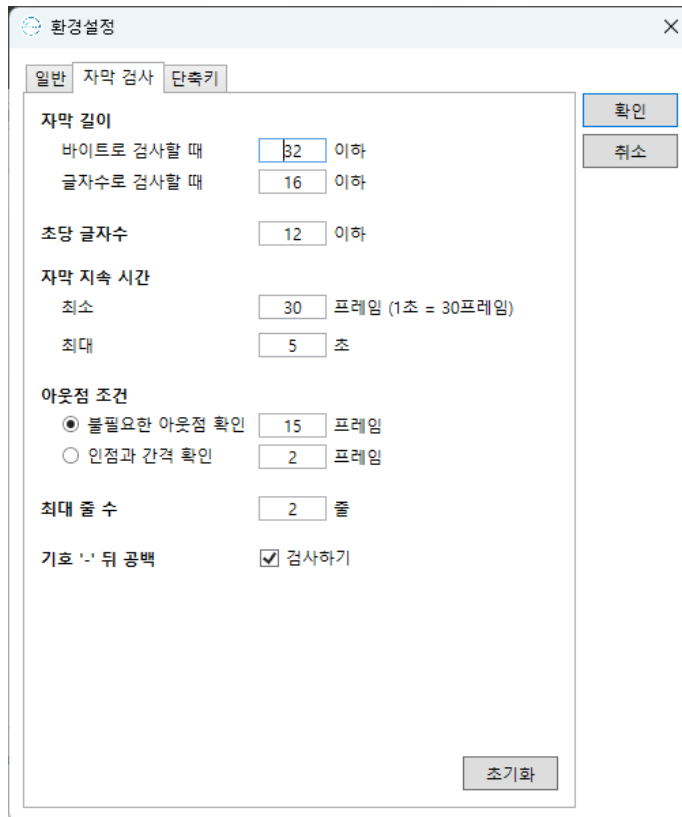 환경설정
일반 자막 검사 단축키
확인
취소
자막 길이
바이트로 검사할 때 32 이하
글자수로 검사할 때 16 이하
초당 글자수 12 이하
자막 지속 시간
최소 30 프레임 (1초 = 30프레임)
최대 5 초
아웃점 조건
불필요한 아웃점 확인 15 프레임
인점과 간격 확인 2 프레임
최대 줄 수 2 줄
기호 '-' 뒤 공백 검사하기
초기화